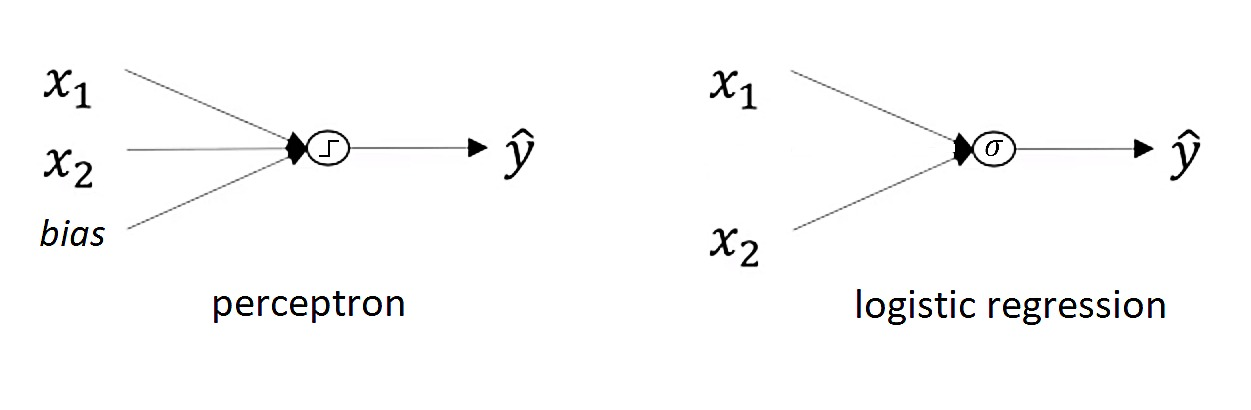 x₁
x₂
bias
ŷ
perceptron
x₁
x₂
σ
ŷ
logistic regression